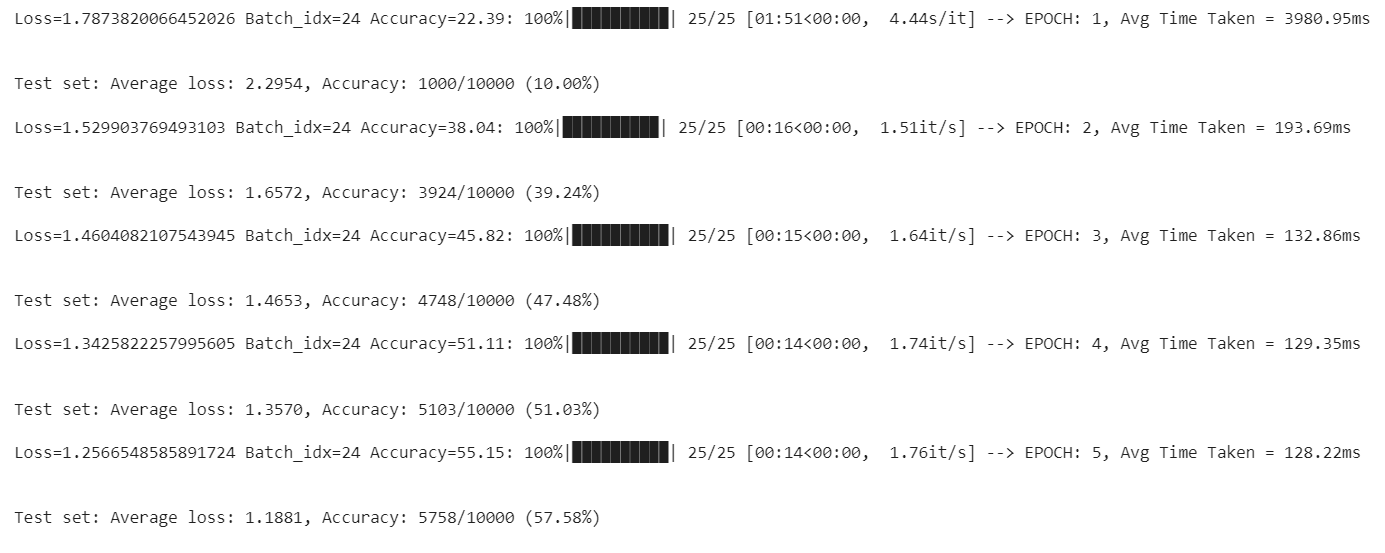 Loss=1.7873820066452026 Batch_idx=24 Accuracy=22.39: 100%|██████████| 25/25 [01:51<00:00,  4.44s/it] --> EPOCH: 1, Avg Time Taken = 3980.95ms
Test set: Average loss: 2.2954, Accuracy: 1000/10000 (10.00%)
Loss=1.529903769493103 Batch_idx=24 Accuracy=38.04: 100%|██████████| 25/25 [00:16<00:00,  1.51it/s] --> EPOCH: 2, Avg Time Taken = 193.69ms
Test set: Average loss: 1.6572, Accuracy: 3924/10000 (39.24%)
Loss=1.4604082107543945 Batch_idx=24 Accuracy=45.82: 100%|██████████| 25/25 [00:15<00:00,  1.64it/s] --> EPOCH: 3, Avg Time Taken = 132.86ms
Test set: Average loss: 1.4653, Accuracy: 4748/10000 (47.48%)
Loss=1.3425822257995605 Batch_idx=24 Accuracy=51.11: 100%|██████████| 25/25 [00:14<00:00,  1.74it/s] --> EPOCH: 4, Avg Time Taken = 129.35ms
Test set: Average loss: 1.3570, Accuracy: 5103/10000 (51.03%)
Loss=1.2566548585891724 Batch_idx=24 Accuracy=55.15: 100%|██████████| 25/25 [00:14<00:00,  1.76it/s] --> EPOCH: 5, Avg Time Taken = 128.22ms
Test set: Average loss: 1.1881, Accuracy: 5758/10000 (57.58%)